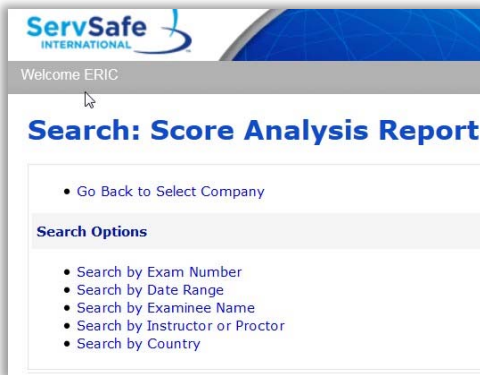 ServSafe
INTERNATIONAL
Welcome ERIC
Search: Score Analysis Report
Go Back to Select Company
Search Options
Search by Exam Number
Search by Date Range
Search by Examinee Name
Search by Instructor or Proctor
Search by Country